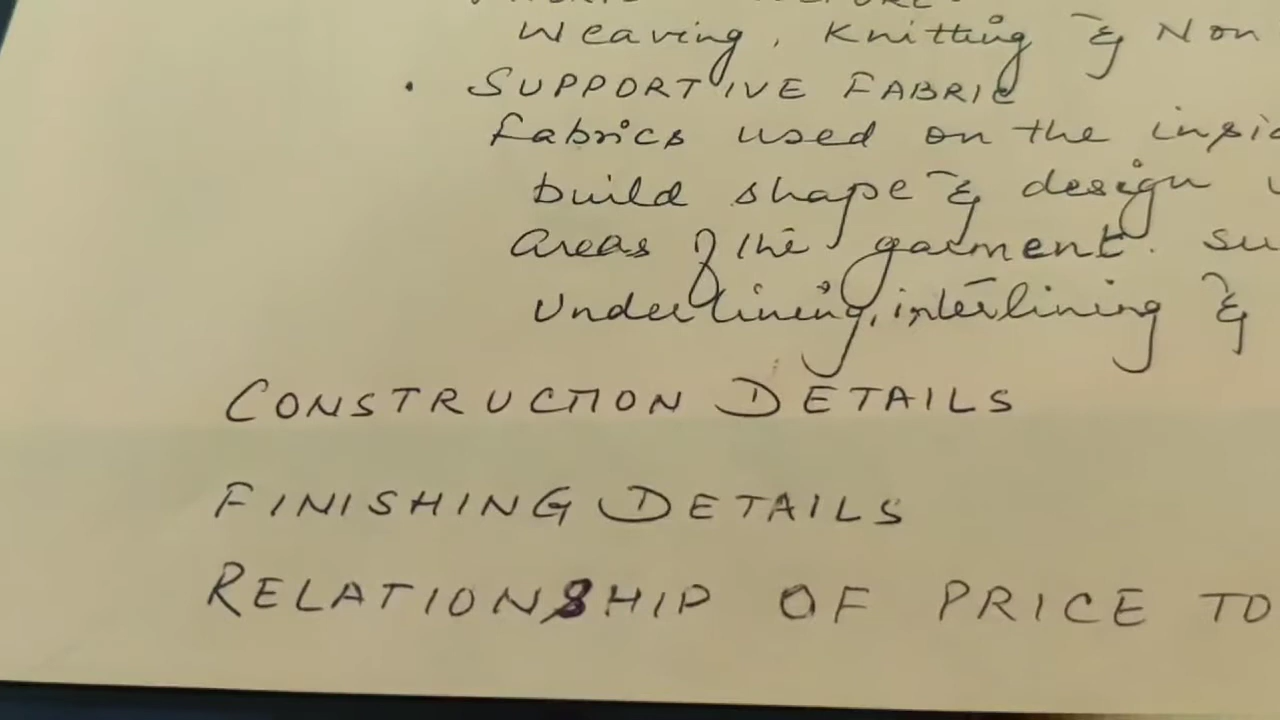 Weaving, Knitting & Non
• SUPPORTIVE FABRIC
fabrics used on the
build shape & design
areas of the garment. Su
Underlining, interlining &
CONSTRUCTION DETAILS
FINISHING DETAILS
RELATIONSHIP OF PRICE TO